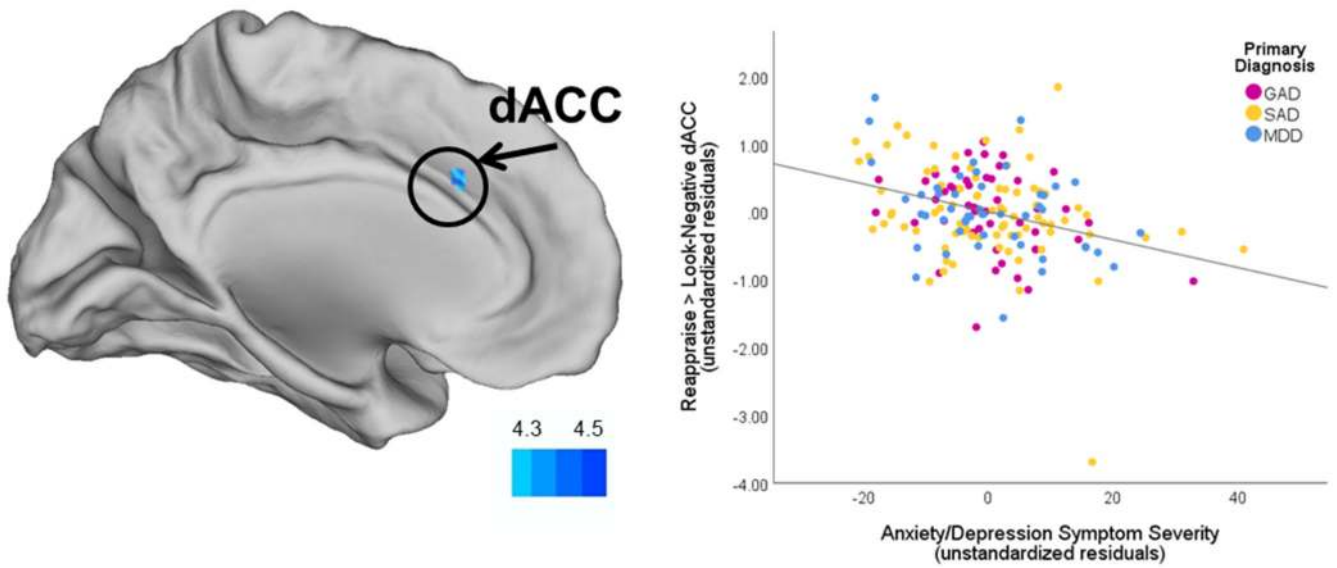 dACC
4.3 4.5
Reappraise > Look-Negative dACC
(unstandardized residuals)
2.00
1.00
.00
-1.00
-2.00
-3.00
-4.00
-20 0 20 40
Anxiety/Depression Symptom Severity
(unstandardized residuals)
Primary
Diagnosis
GAD
SAD
MDD